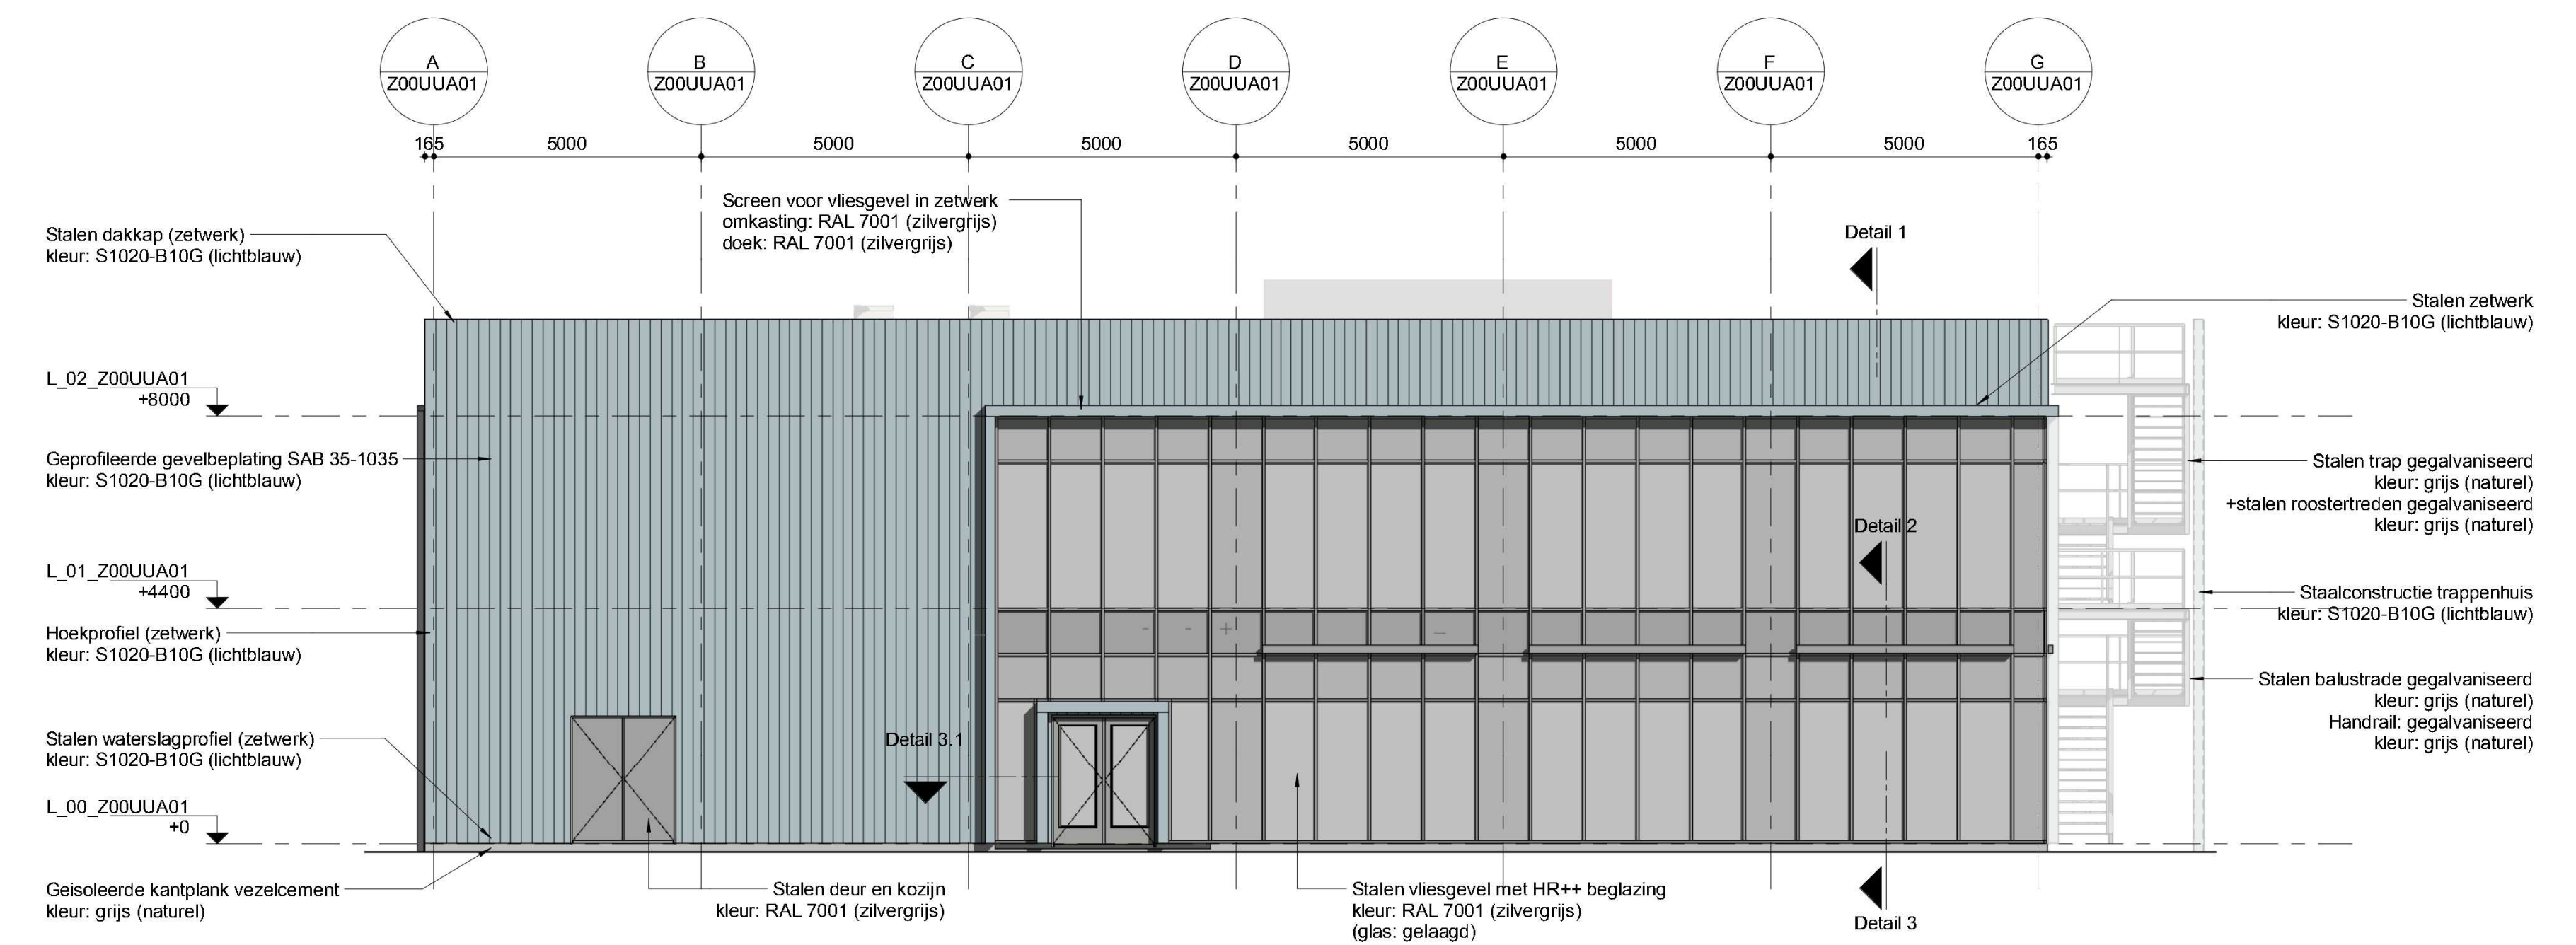 A
Z00UUA01
B
Z00UUA01
C
Z00UUA01
D
Z00UUA01
E
Z00UUA01
F
Z00UUA01
G
Z00UUA01
165
5000
5000
5000
5000
5000
5000
165
Screen voor vliesgevel in zetwerk
omkasting: RAL 7001 (zilvergrijs)
doek: RAL 7001 (zilvergrijs)
Stalen dakkap (zetwerk)
kleur: S1020-B10G (lichtblauw)
Detail 1
Stalen zetwerk
kleur: S1020-B10G (lichtblauw)
L_02_Z00UUA01
+8000
Geprofileerde gevelbeplating SAB 35-1035
kleur: S1020-B10G (lichtblauw)
Stalen trap gegalvaniseerd
kleur: grijs (naturel)
+stalen roostertreden gegalvaniseerd
kleur: grijs (naturel)
Detail 2
L_01_Z00UUA01
+4400
Staalconstructie trappenhuis
kleur: S1020-B10G (lichtblauw)
Hoekprofiel (zetwerk)
kleur: S1020-B10G (lichtblauw)
Stalen balustrade gegalvaniseerd
kleur: grijs (naturel)
Handrail: gegalvaniseerd
kleur: grijs (naturel)
Stalen waterslagprofiel (zetwerk)
kleur: S1020-B10G (lichtblauw)
Detail 3.1
L_00_Z00UUA01
+0
Geisoleerde kantplank vezelcement
kleur: grijs (naturel)
Stalen deur en kozijn
kleur: RAL 7001 (zilvergrijs)
Stalen vliesgevel met HR++ beglazing
kleur: RAL 7001 (zilvergrijs)
(glas: gelaagd)
Detail 3